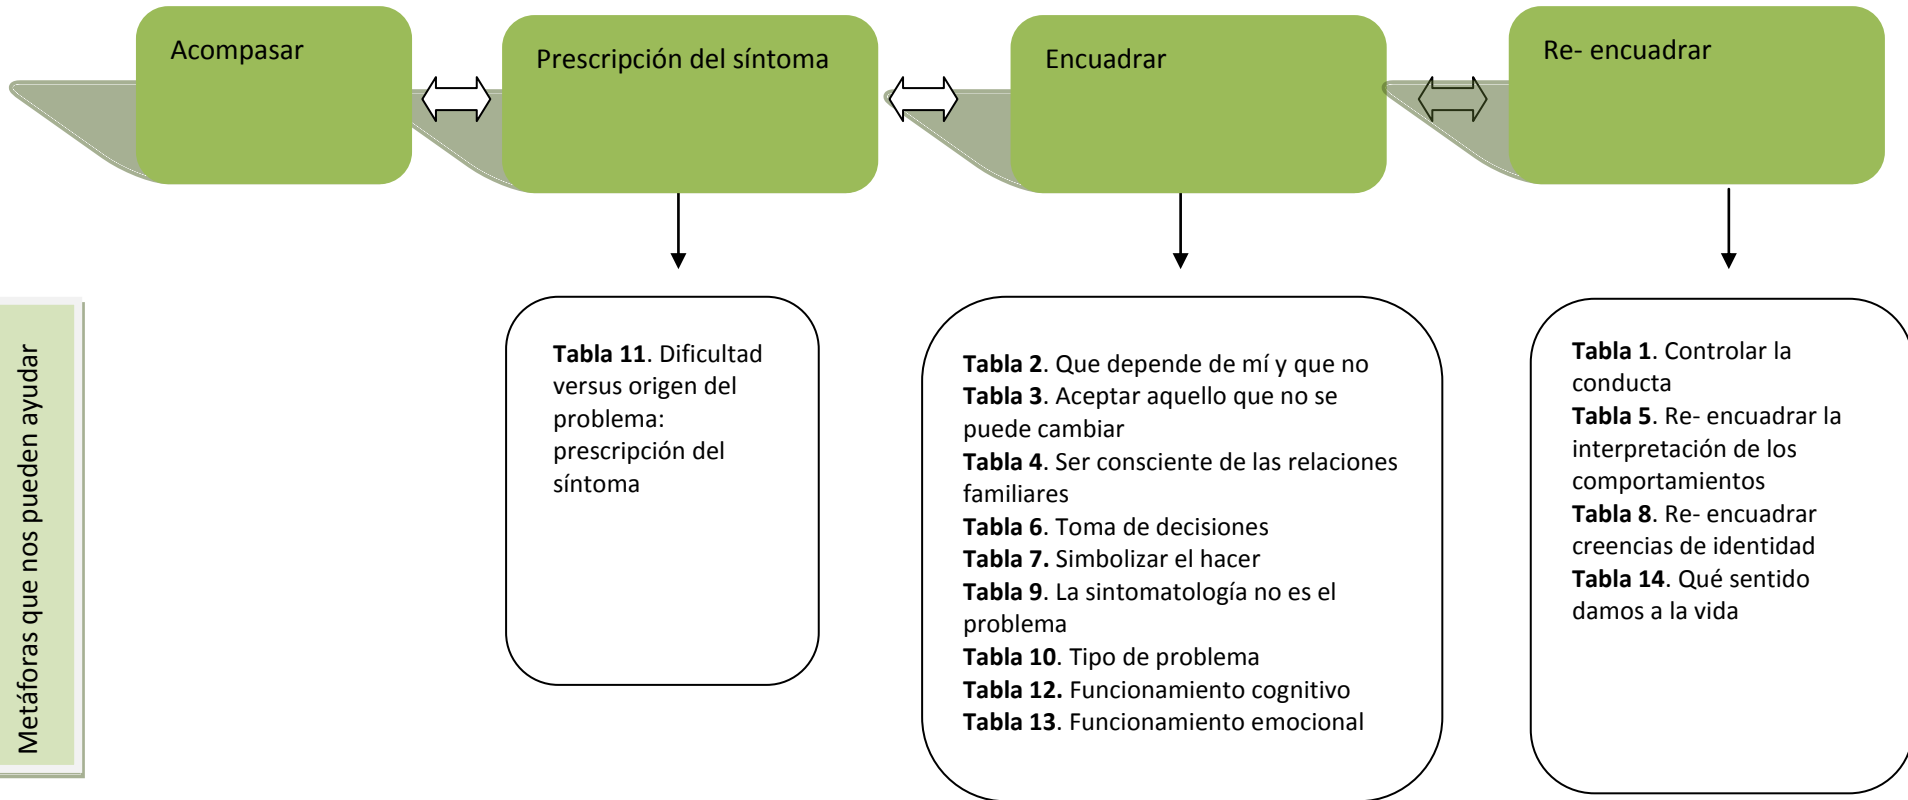 Acompasar
Prescripción del síntoma
Encuadrar
Re- encuadrar
Metáforas que nos pueden ayudar
Tabla 11. Dificultad
versus origen del
problema:
prescripción del
síntoma
Tabla 2. Que depende de mí y que no
Tabla 3. Aceptar aquello que no se
puede cambiar
Tabla 4. Ser consciente de las relaciones
familiares
Tabla 6. Toma de decisiones
Tabla 7. Simbolizar el hacer
Tabla 9. La sintomatología no es el
problema
Tabla 10. Tipo de problema
Tabla 12. Funcionamiento cognitivo
Tabla 13. Funcionamiento emocional
Tabla 1. Controlar la
conducta
Tabla 5. Re- encuadrar la
interpretación de los
comportamientos
Tabla 8. Re- encuadrar
creencias de identidad
Tabla 14. Qué sentido
damos a la vida